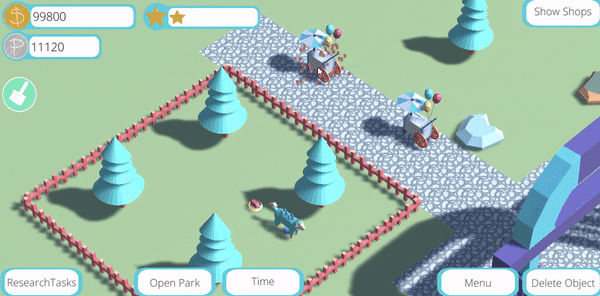 99800
Show Shops
11120
ResearchTasks
Open Park
Time
Menu
Delete Object